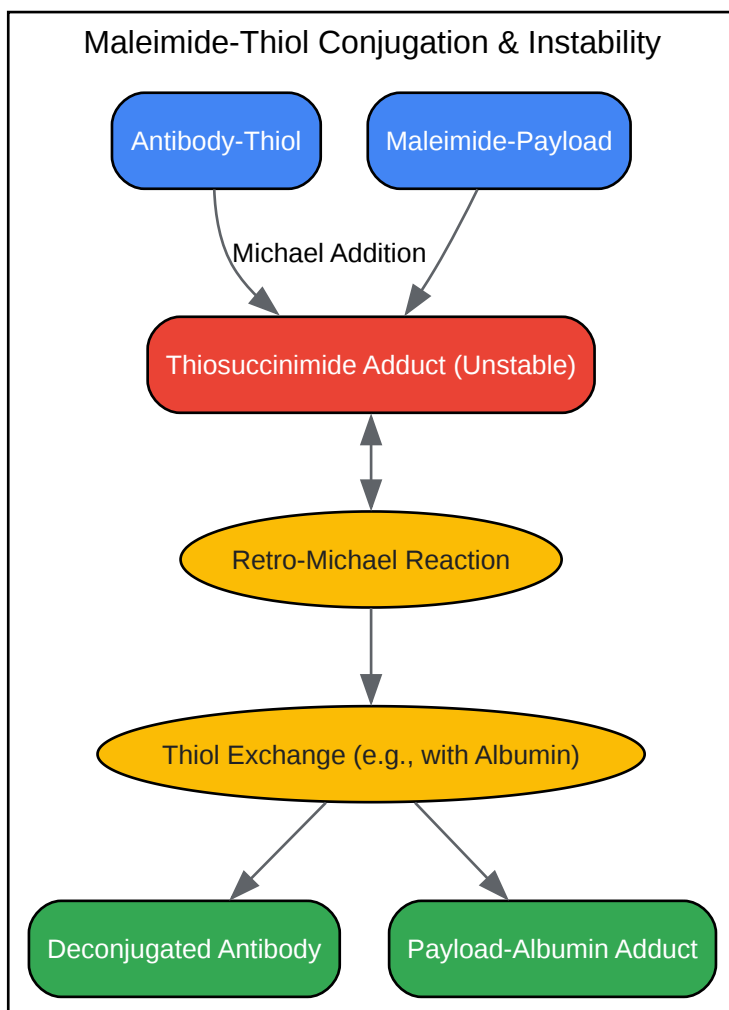 Maleimide-Thiol Conjugation & Instability
Antibody-Thiol
Maleimide-Payload
Michael Addition
Thiosuccinimide Adduct (Unstable)
Retro-Michael Reaction
Thiol Exchange (e.g., with Albumin)
Deconjugated Antibody
Payload-Albumin Adduct